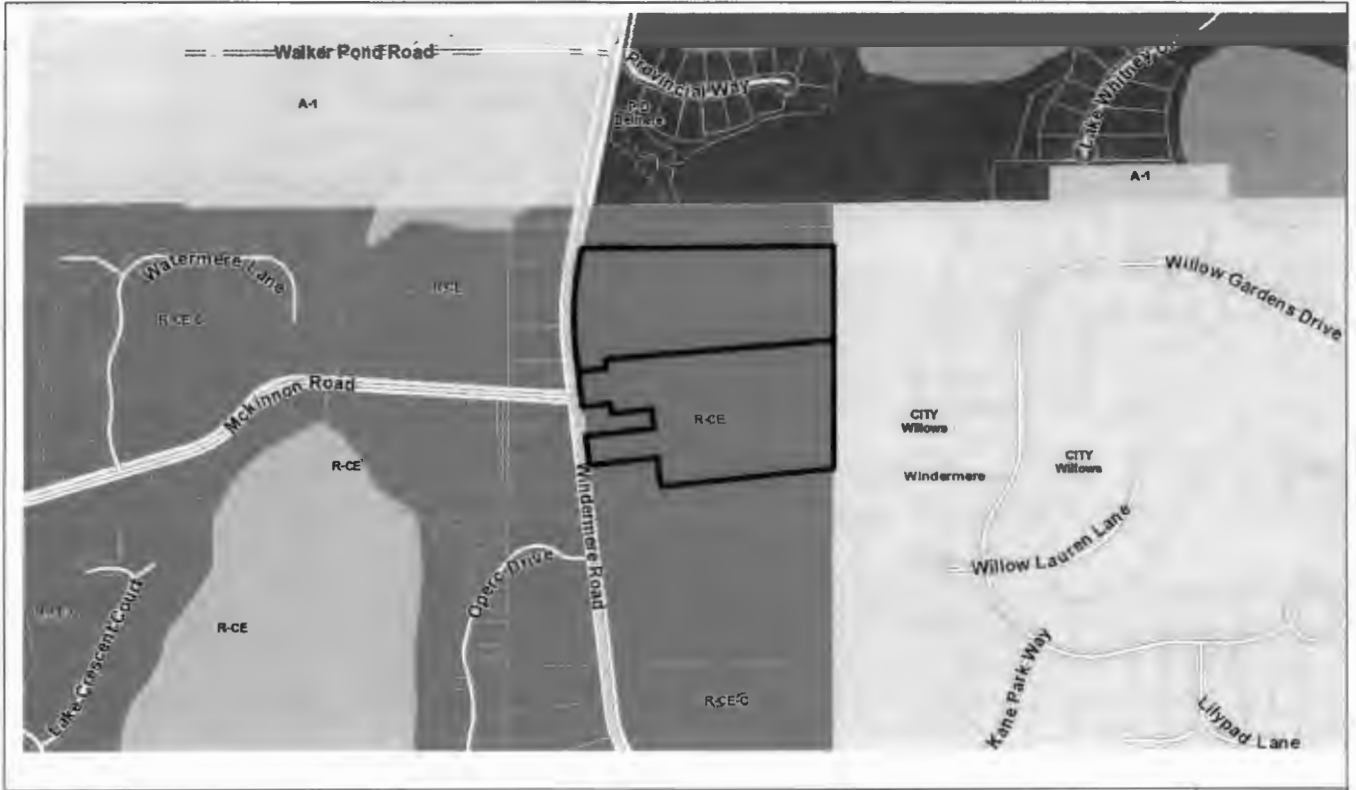 Walker Pond Road
A-1
Provincial Way
P-D
Belmere
Lake Whitney
A-1
Watermere Lane
R-CE
R-CE-C
Willow Gardens Drive
Mckinnon Road
R-CE
CITY
Willows
R-CE
CITY
Willows
Windermere
Windermere Road
Willow Lauren Lane
Lake Crescent Court
R-CE
Kane Park Way
R-CE-C
Lilypad Lane